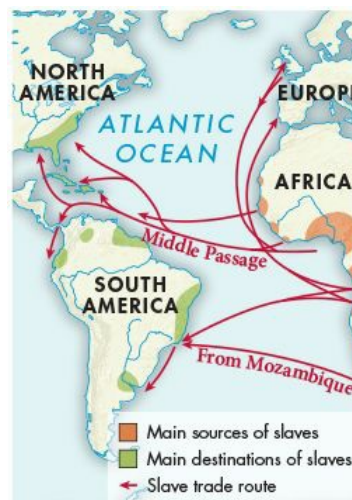 NORTH
AMERICA
EUROPE
ATLANTIC
OCEAN
AFRICA
Middle Passage
SOUTH
AMERICA
From Mozambique
Main sources of slaves
Main destinations of slaves
Slave trade route